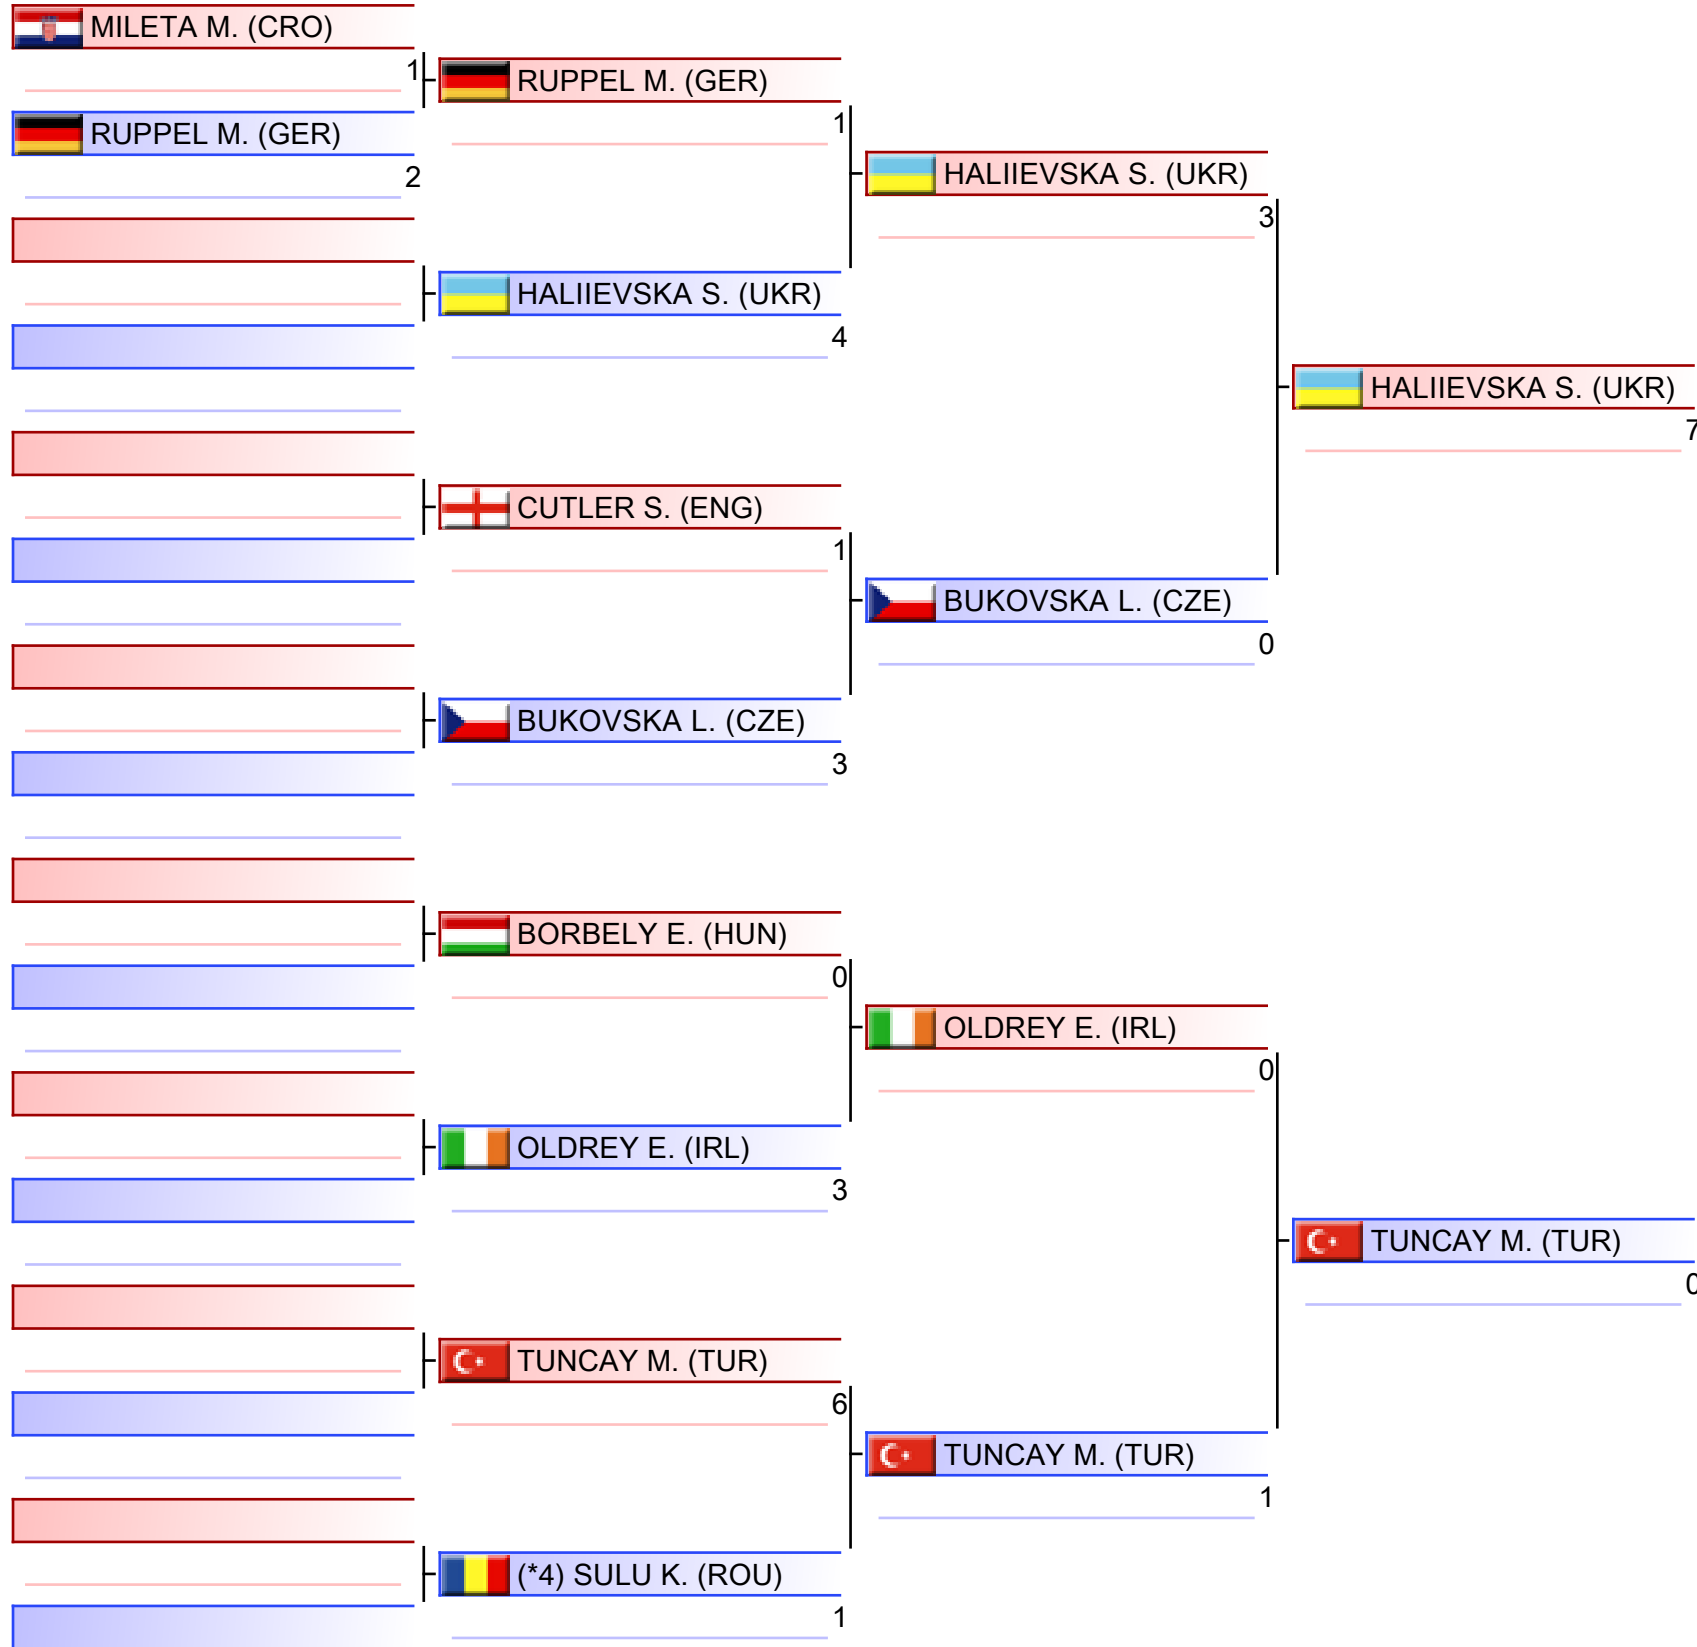 MILETA M. (CRO)
1
RUPPEL M. (GER)
2
RUPPEL M. (GER)
1
HALIIEVSKA S. (UKR)
4
CUTLER S. (ENG)
1
BUKOVSKA L. (CZE)
3
BORBELY E. (HUN)
0
OLDREY E. (IRL)
3
TUNCAY M. (TUR)
6
(*4) SULU K. (ROU)
1
HALIIEVSKA S. (UKR)
3
BUKOVSKA L. (CZE)
0
OLDREY E. (IRL)
0
TUNCAY M. (TUR)
1
HALIIEVSKA S. (UKR)
7
TUNCAY M. (TUR)
0